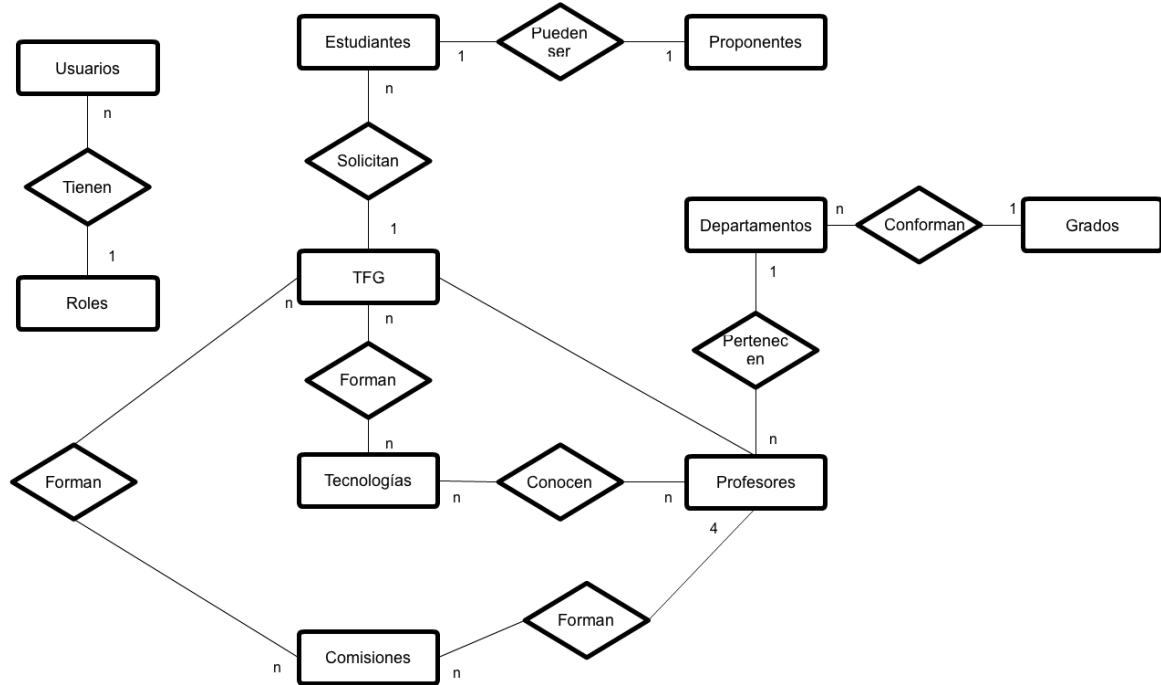 Estudiantes
1
Pueden
ser
1
Proponentes
Usuarios
n
n
Tienen
Solicitan
1
1
Roles
TFG
Departamentos
n
Conforman
1
Grados
1
n
n
Forman
Pertenec
en
n
n
Tecnologías
n
Conocen
n
Profesores
Forman
4
Forman
n
Comisiones
n